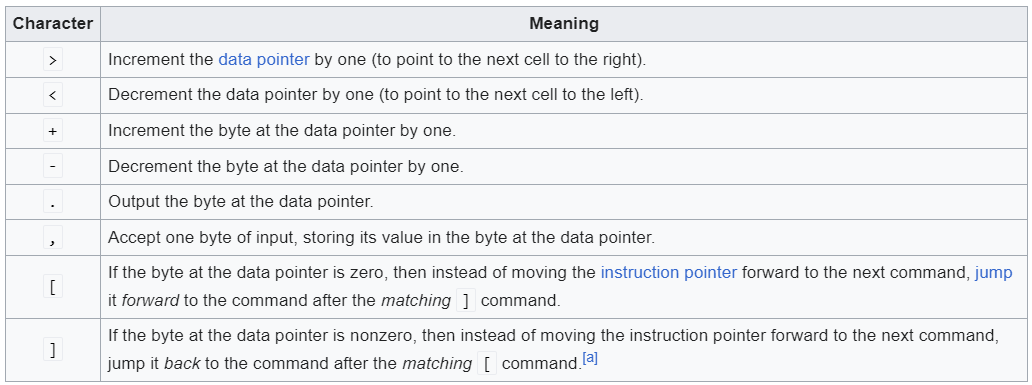 Character Meaning
> Increment the data pointer by one (to point to the next cell to the right).
< Decrement the data pointer by one (to point to the next cell to the left).
+ Increment the byte at the data pointer by one.
- Decrement the byte at the data pointer by one.
. Output the byte at the data pointer.
, Accept one byte of input, storing its value in the byte at the data pointer.
[ If the byte at the data pointer is zero, then instead of moving the instruction pointer forward to the next command, jump
it forward to the command after the matching ] command.
] If the byte at the data pointer is nonzero, then instead of moving the instruction pointer forward to the next command,
jump it back to the command after the matching [ command.[a]